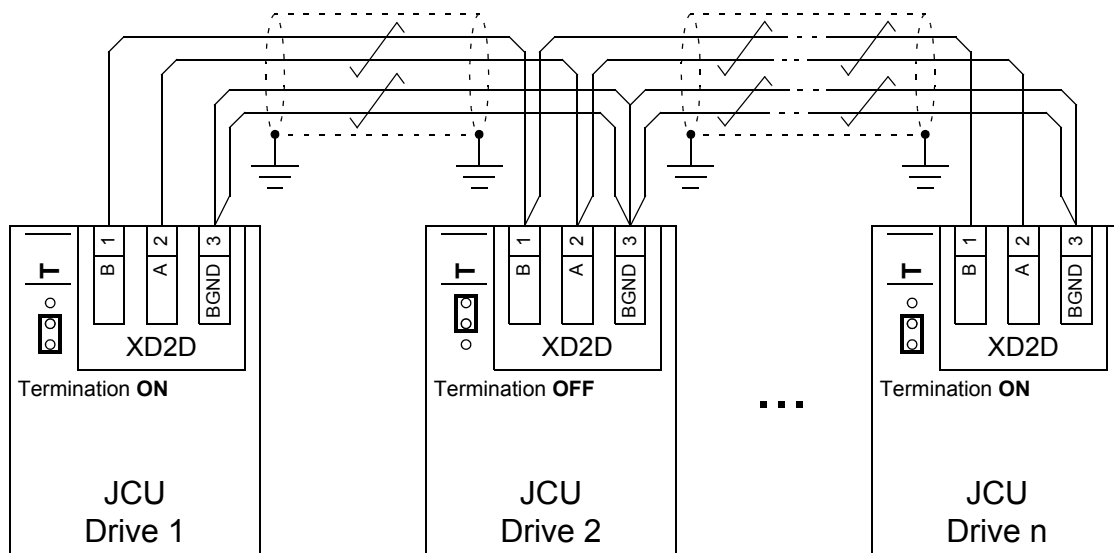 1 2 3
B A BGND
T
XD2D
Termination ON
JCU
Drive 1
1 2 3
B A BGND
T
XD2D
Termination OFF
JCU
Drive 2
...
1 2 3
B A BGND
T
XD2D
Termination ON
JCU
Drive n